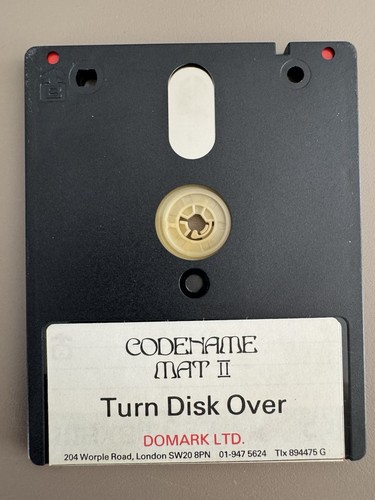 CODENAME
MAT II
Turn Disk Over
DOMARK LTD.
204 Worple Road, London SW20 8PN 01-947 5624 Tlx 894475 G